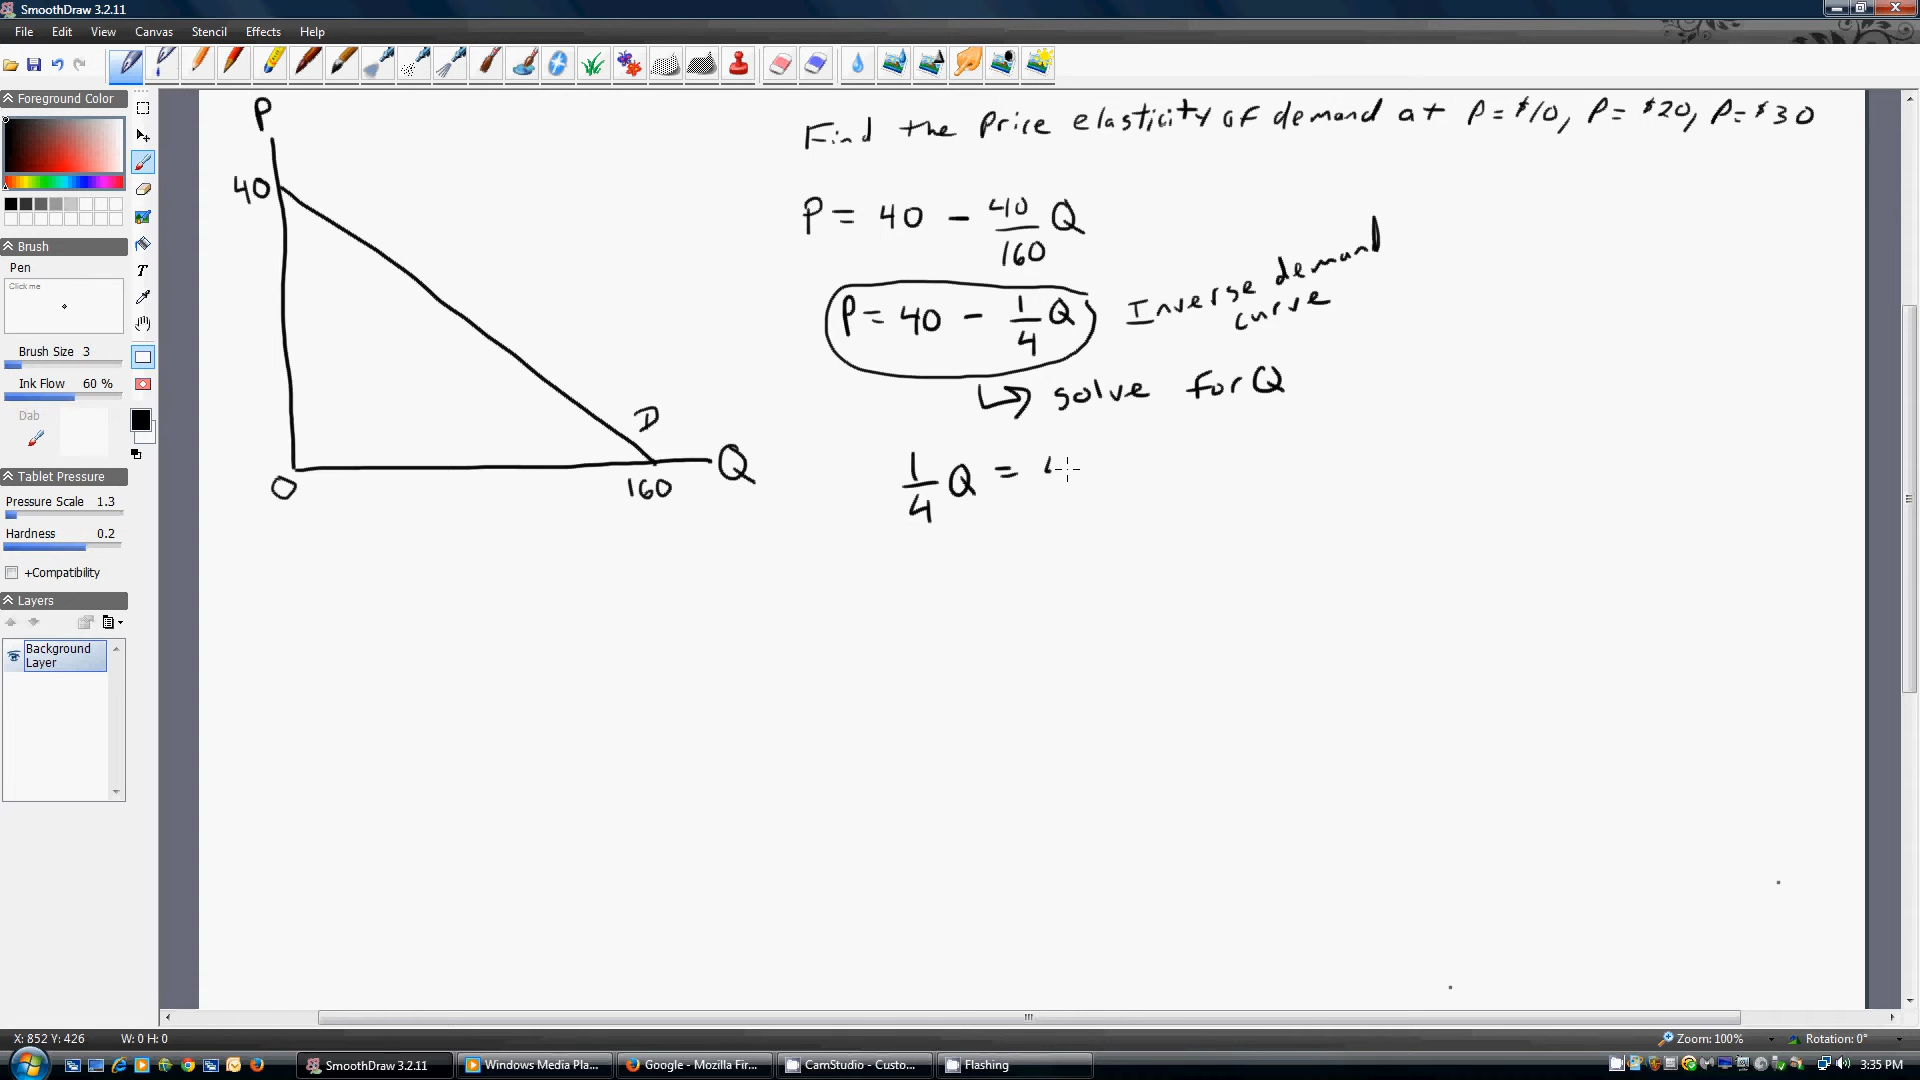 SmoothDraw 3.2.11
File Edit View Canvas Stencil Effects Help
Foreground Color
Brush
Pen
Click me
Brush Size 3
Ink Flow 60 %
Dab
Tablet Pressure
Pressure Scale 1.3
Hardness 0.2
+Compatibility
Layers
Background
Layer
T
P
40
D
Q
O
160
Find the price elasticity of demand at P = $10, P = $20, P = $30
P = 40 - 40/160 Q
P = 40 - 1/4 Q
Inverse demand
curve
solve for Q
1/4 Q = 4
X: 852 Y: 426 W: 0 H: 0
Zoom: 100% Rotation: 0°
SmoothDraw 3.2.11 Windows Media Pla... Google - Mozilla Fir... CamStudio - Custo... Flashing 3:35 PM